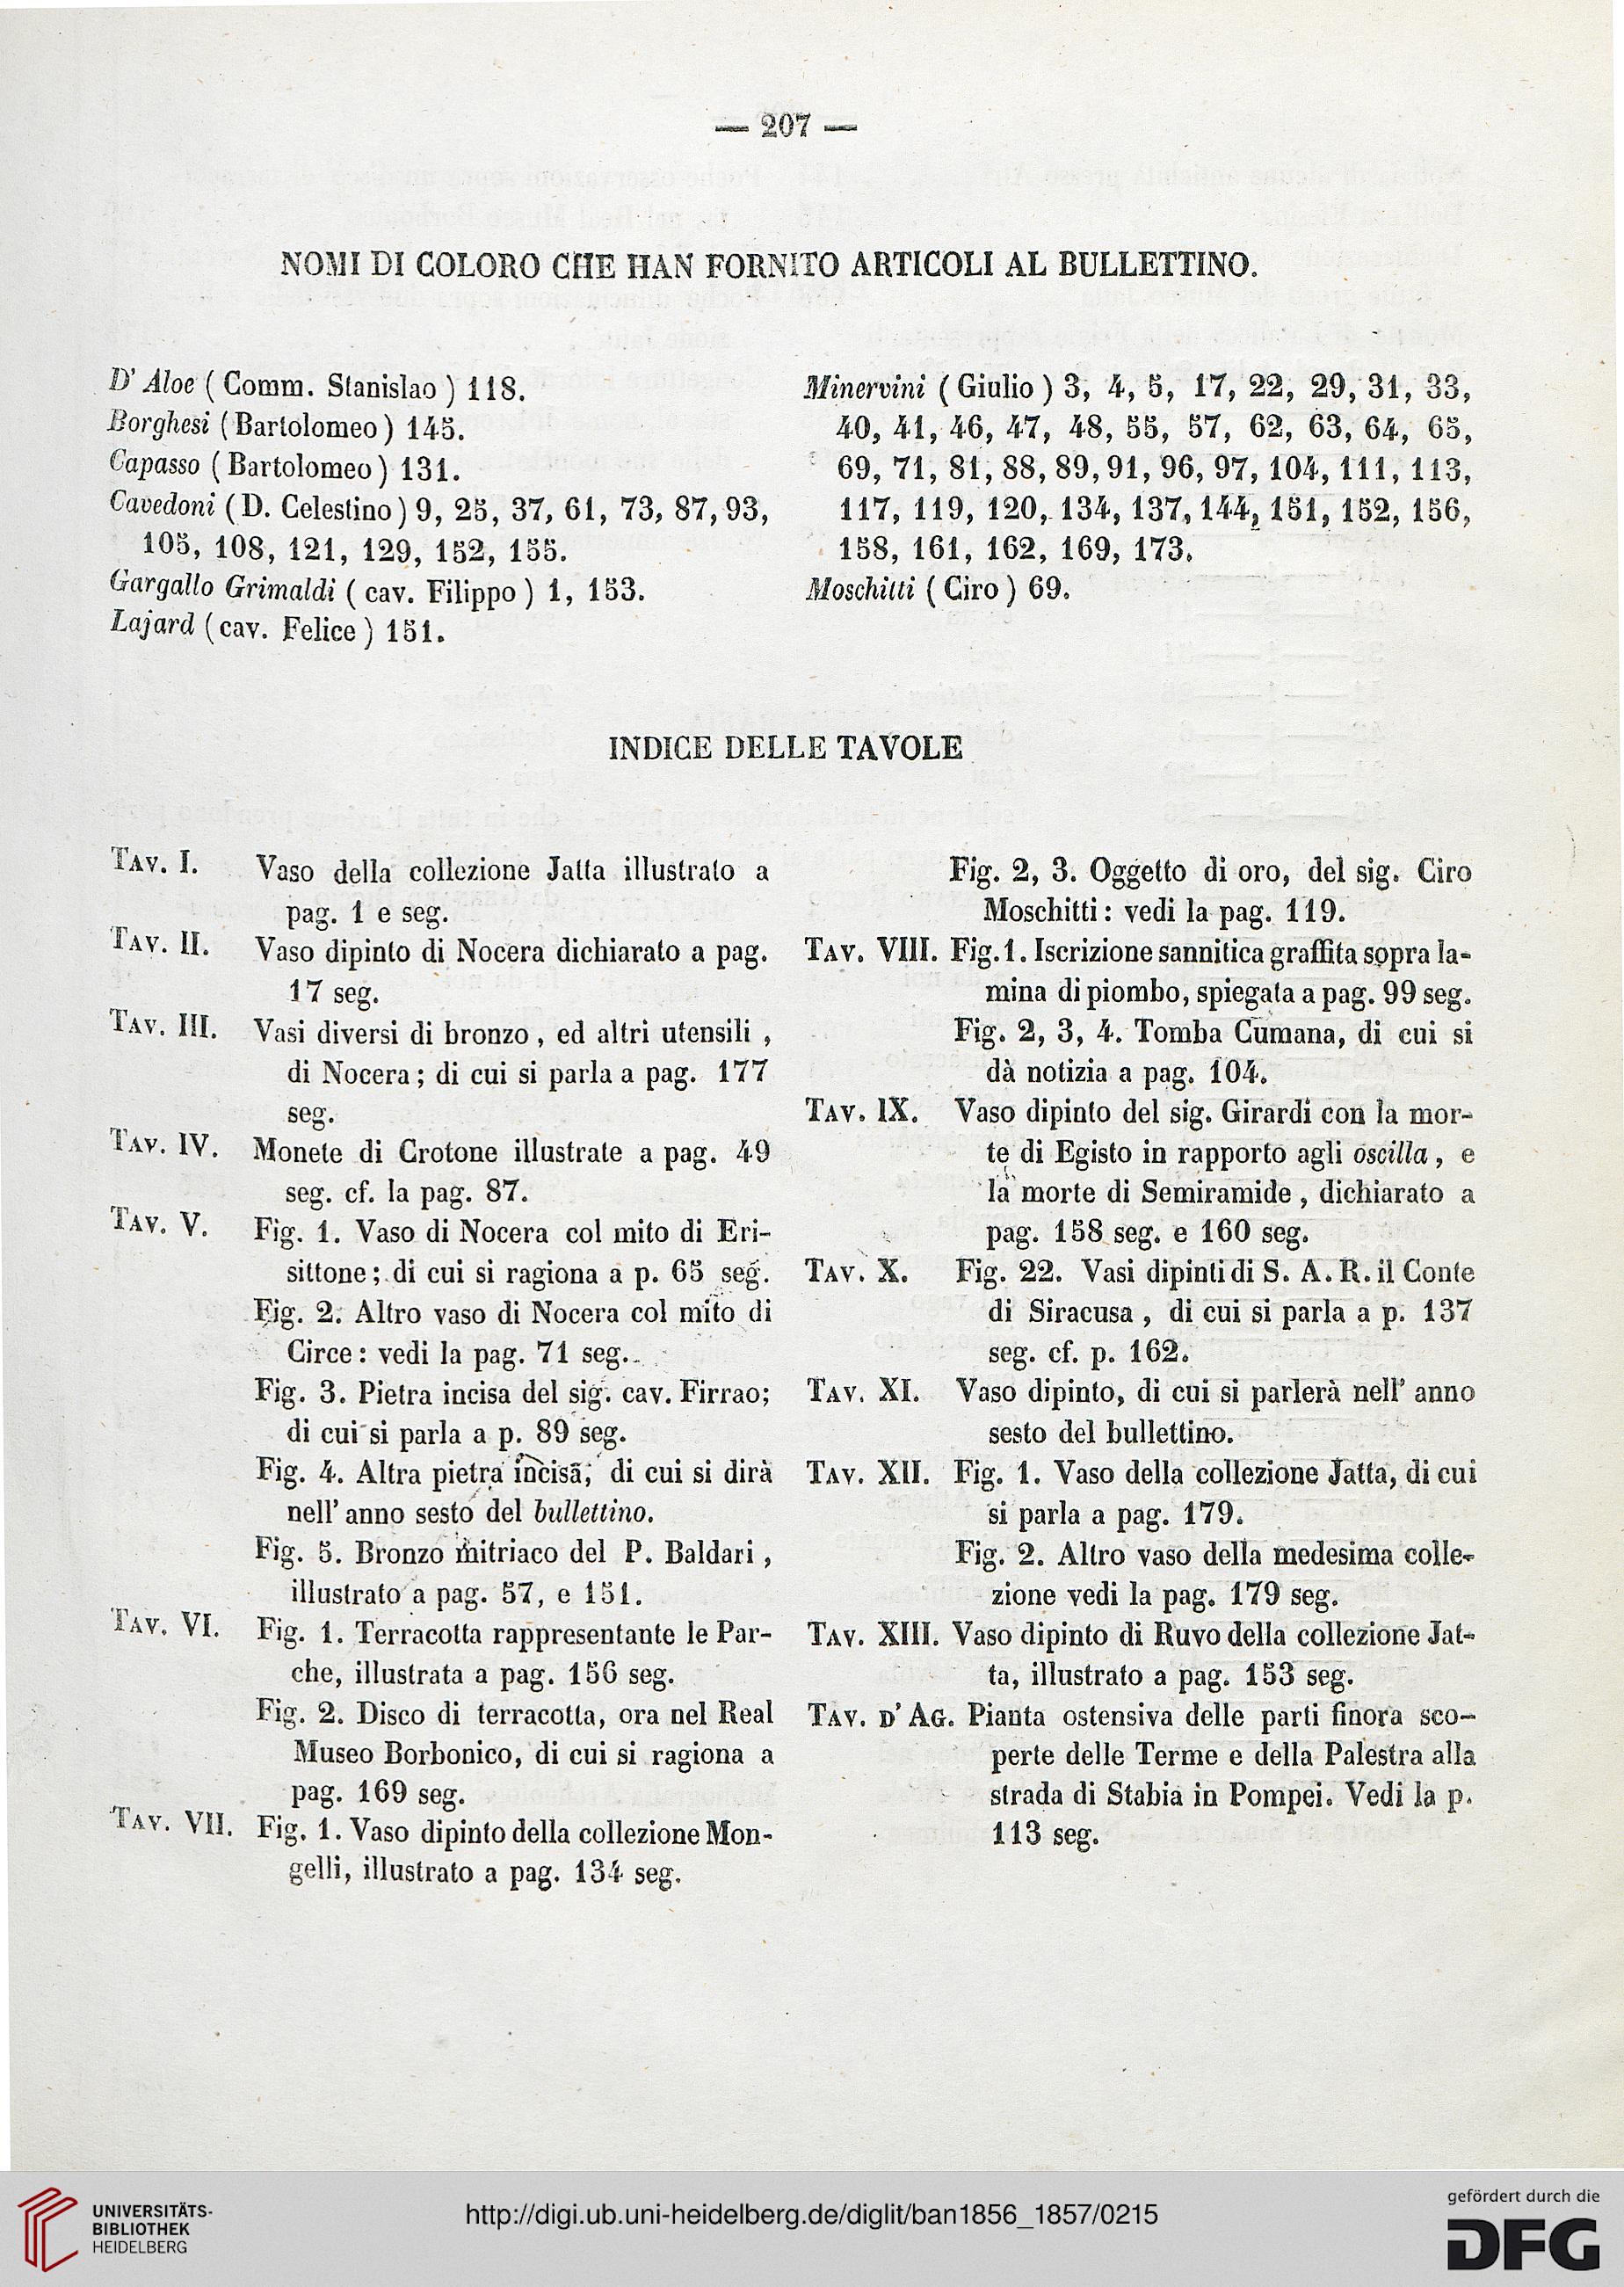 — 207 —
NOMI DI COLORO CHE HAN FORNITO ARTICOLI AL BULLETTINO.
D' Aloe ( Comm. Stanislao ) 118.
Borghesi ( Bartolomeo ) 145.
Capasso ( Bartolomeo ) 131.
Cavedoni ( D. Celestino ) 9, 25, 37, 61, 73, 87, 93,
105, 108, 121, 129, 152, 155.
Gargallo Grimaldi ( cav. Filippo ) 1, 153.
Lajard ( cav. Felice ) 151.
Minervini ( Giulio ) 3, 4, 5, 17, 22, 29, 31, 33,
40, 41, 46, 47, 48, 55, 57, 62, 63, 64, 65,
69, 71, 81, 88, 89, 91, 96, 97, 104, 111, 113,
117, 119, 120, 134, 137, 144, 151, 152, 156,
158, 161, 162, 169, 173.
Moschitti ( Ciro ) 69.
INDICE DELLE TAVOLE
TAV. I. Vaso della collezione Jatta illustrato a
pag. 1 e seg.
TAV. II. Vaso dipinto di Nocera dichiarato a pag.
17 seg.
TAV. III. Vasi diversi di bronzo , ed altri utensili ,
di Nocera ; di cui si parla a pag. 177
seg.
TAV. IV. Monete di Crotone illustrate a pag. 49
seg. cf. la pag. 87.
TAV. V. Fig. 1. Vaso di Nocera col mito di Eri-
sittone ; di cui si ragiona a p. 65 seg.
Fig. 2. Altro vaso di Nocera col mito di
Circe : vedi la pag. 71 seg.
Fig. 3. Pietra incisa del sig. cav. Firrao;
di cui si parla a p. 89 seg.
Fig. 4. Altra pietra incisa, di cui si dirà
nell' anno sesto del bullettino.
Fig. 5. Bronzo mitriaco del P. Baldari ,
illustrato a pag. 57, e 151.
TAV. VI. Fig. 1. Terracotta rappresentante le Par-
che, illustrata a pag. 156 seg.
Fig. 2. Disco di terracotta, ora nel Real
Museo Borbonico, di cui si ragiona a
pag. 169 seg.
TAV. VII. Fig. 1. Vaso dipinto della collezione Mon-
gelli, illustrato a pag. 134 seg.
Fig. 2, 3. Oggetto di oro, del sig. Ciro
Moschitti : vedi la pag. 119.
TAV. VIII. Fig. 1. Iscrizione sannitica graffita sopra la-
mina di piombo, spiegata a pag. 99 seg.
Fig. 2, 3, 4. Tomba Cumana, di cui si
dà notizia a pag. 104.
TAV. IX. Vaso dipinto del sig. Girardi con la mor-
te di Egisto in rapporto agli oscilla , e
la morte di Semiramide , dichiarato a
pag. 158 seg. e 160 seg.
TAV. X. Fig. 22. Vasi dipinti di S. A. R. il Conte
di Siracusa , di cui si parla a p. 137
seg. cf. p. 162.
TAV. XI. Vaso dipinto, di cui si parlerà nell' anno
sesto del bullettino.
TAV. XII. Fig. 1. Vaso della collezione Jatta, di cui
si parla a pag. 179.
Fig. 2. Altro vaso della medesima colle-
zione vedi la pag. 179 seg.
TAV. XIII. Vaso dipinto di Ruvo della collezione Jat-
ta, illustrato a pag. 153 seg.
TAV. D' AG. Pianta ostensiva delle parti finora sco-
perte delle Terme e della Palestra alla
strada di Stabia in Pompei. Vedi la p.
113 seg.
UNIVERSITÄTS-
BIBLIOTHEK
HEIDELBERG
http://digi.ub.uni-heidelberg.de/diglit/ban1856_1857/0215
gefördert durch die
DFG